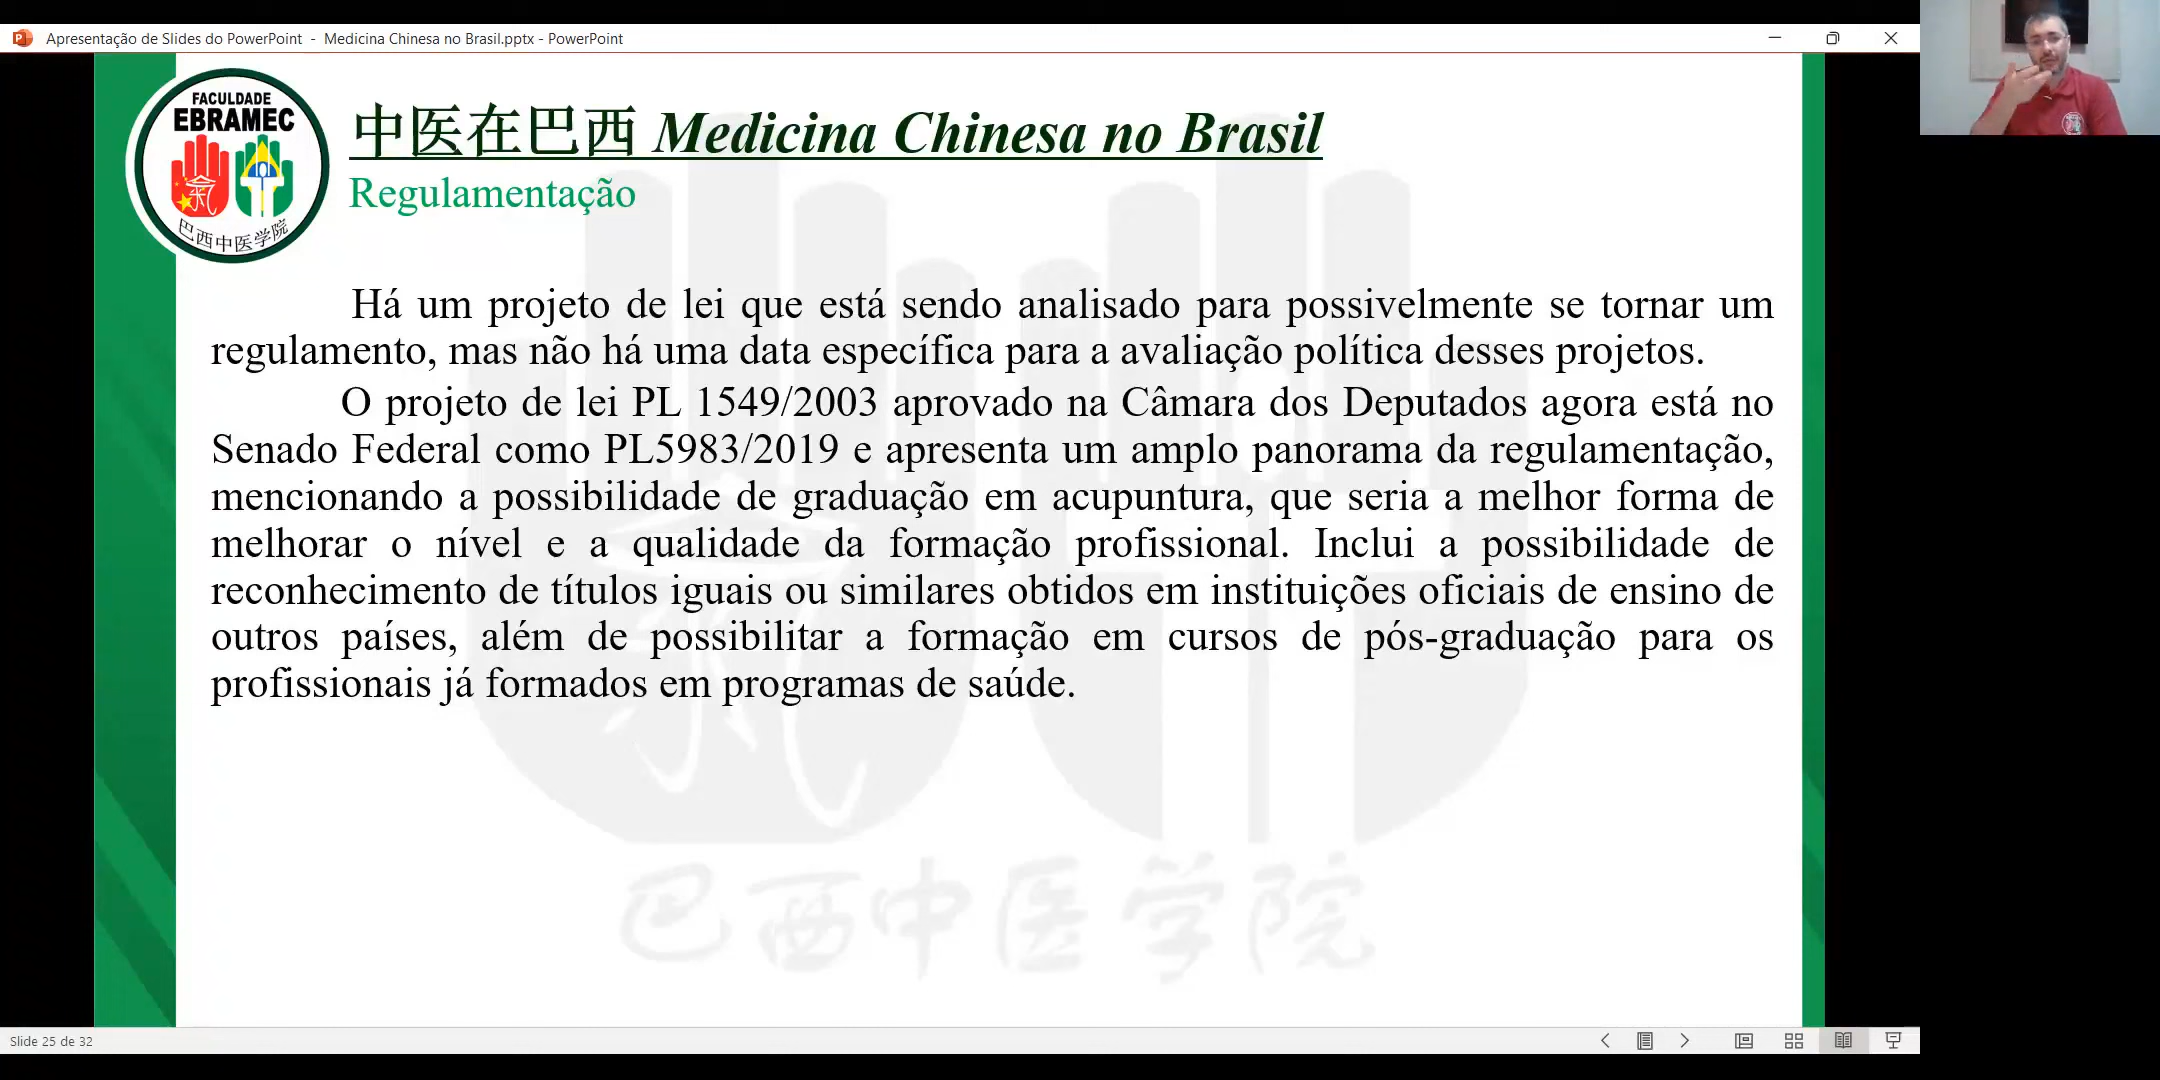 Apresentação de Slides do PowerPoint - Medicina Chinesa no Brasil.pptx - PowerPoint
FACULDADE
EBRAMEC
氣
巴西中医学院
中医在巴西 Medicina Chinesa no Brasil
Regulamentação
Há um projeto de lei que está sendo analisado para possivelmente se tornar um
regulamento, mas não há uma data específica para a avaliação política desses projetos.
O projeto de lei PL 1549/2003 aprovado na Câmara dos Deputados agora está no
Senado Federal como PL5983/2019 e apresenta um amplo panorama da regulamentação,
mencionando a possibilidade de graduação em acupuntura, que seria a melhor forma de
melhorar o nível e a qualidade da formação profissional. Inclui a possibilidade de
reconhecimento de títulos iguais ou similares obtidos em instituições oficiais de ensino de
outros países, além de possibilitar a formação em cursos de pós-graduação para os
profissionais já formados em programas de saúde.
巴西中医学院
Slide 25 de 32